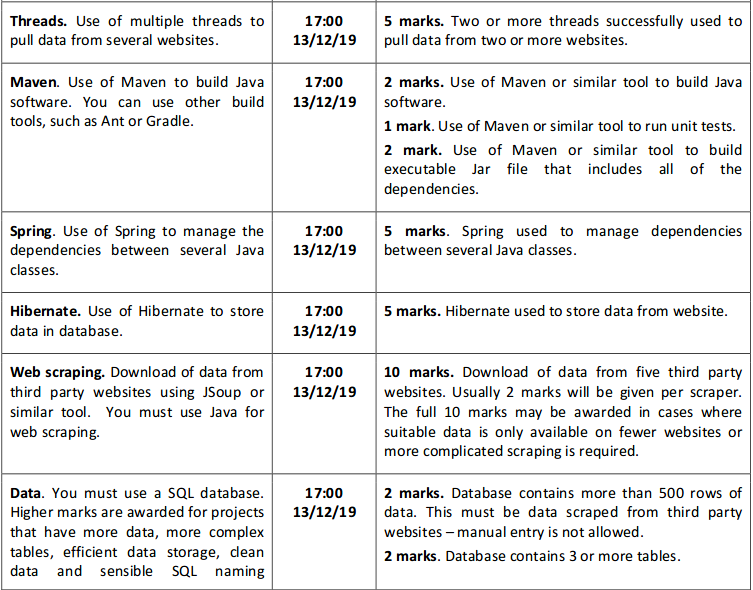 Threads. Use of multiple threads to
pull data from several websites.
17:00
13/12/19
5 marks. Two or more threads successfully used to
pull data from two or more websites.
Maven. Use of Maven to build Java
software. You can use other build
tools, such as Ant or Gradle.
17:00
13/12/19
2 marks. Use of Maven or similar tool to build Java
software.
1 mark. Use of Maven or similar tool to run unit tests.
2 mark. Use of Maven or similar tool to build
executable Jar file that includes all of the
dependencies.
Spring. Use of Spring to manage the
dependencies between several Java
classes.
17:00
13/12/19
5 marks. Spring used to manage dependencies
between several Java classes.
Hibernate. Use of Hibernate to store
data in database.
17:00
13/12/19
5 marks. Hibernate used to store data from website.
Web scraping. Download of data from
third party websites using JSoup or
similar tool. You must use Java for
web scraping.
17:00
13/12/19
10 marks. Download of data from five third party
websites. Usually 2 marks will be given per scraper.
The full 10 marks may be awarded in cases where
suitable data is only available on fewer websites or
more complicated scraping is required.
Data. You must use a SQL database.
Higher marks are awarded for projects
that have more data, more complex
tables, efficient data storage, clean
data and sensible SQL naming
17:00
13/12/19
2 marks. Database contains more than 500 rows of
data. This must be data scraped from third party
websites – manual entry is not allowed.
2 marks. Database contains 3 or more tables.